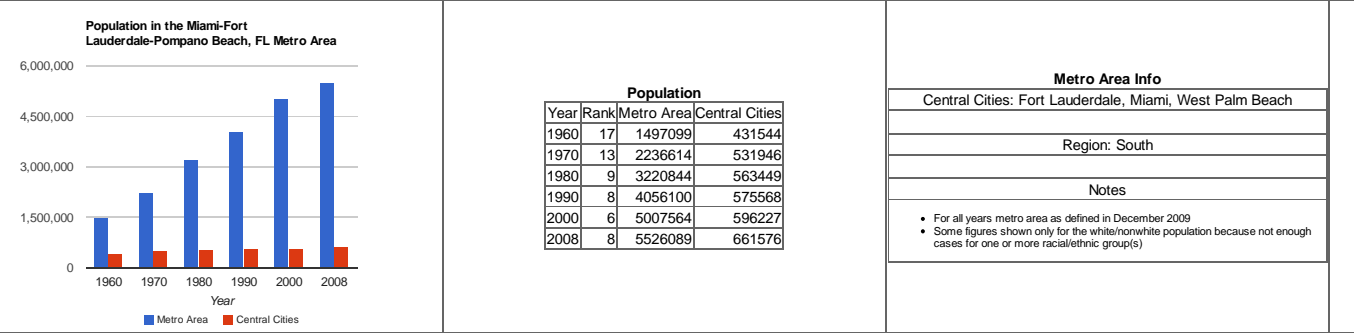 Population in the Miami-Fort
Lauderdale-Pompano Beach, FL Metro Area
6,000,000
4,500,000
3,000,000
1,500,000
0
1960 1970 1980 1990 2000 2008
Year
Metro Area Central Cities
Population
Year Rank Metro Area Central Cities
1960 17 1497099 431544
1970 13 2236614 531946
1980 9 3220844 563449
1990 8 4056100 575568
2000 6 5007564 596227
2008 8 5526089 661576
Metro Area Info
Central Cities: Fort Lauderdale, Miami, West Palm Beach
Region: South
Notes
• For all years metro area as defined in December 2009
• Some figures shown only for the white/nonwhite population because not enough
cases for one or more racial/ethnic group(s)